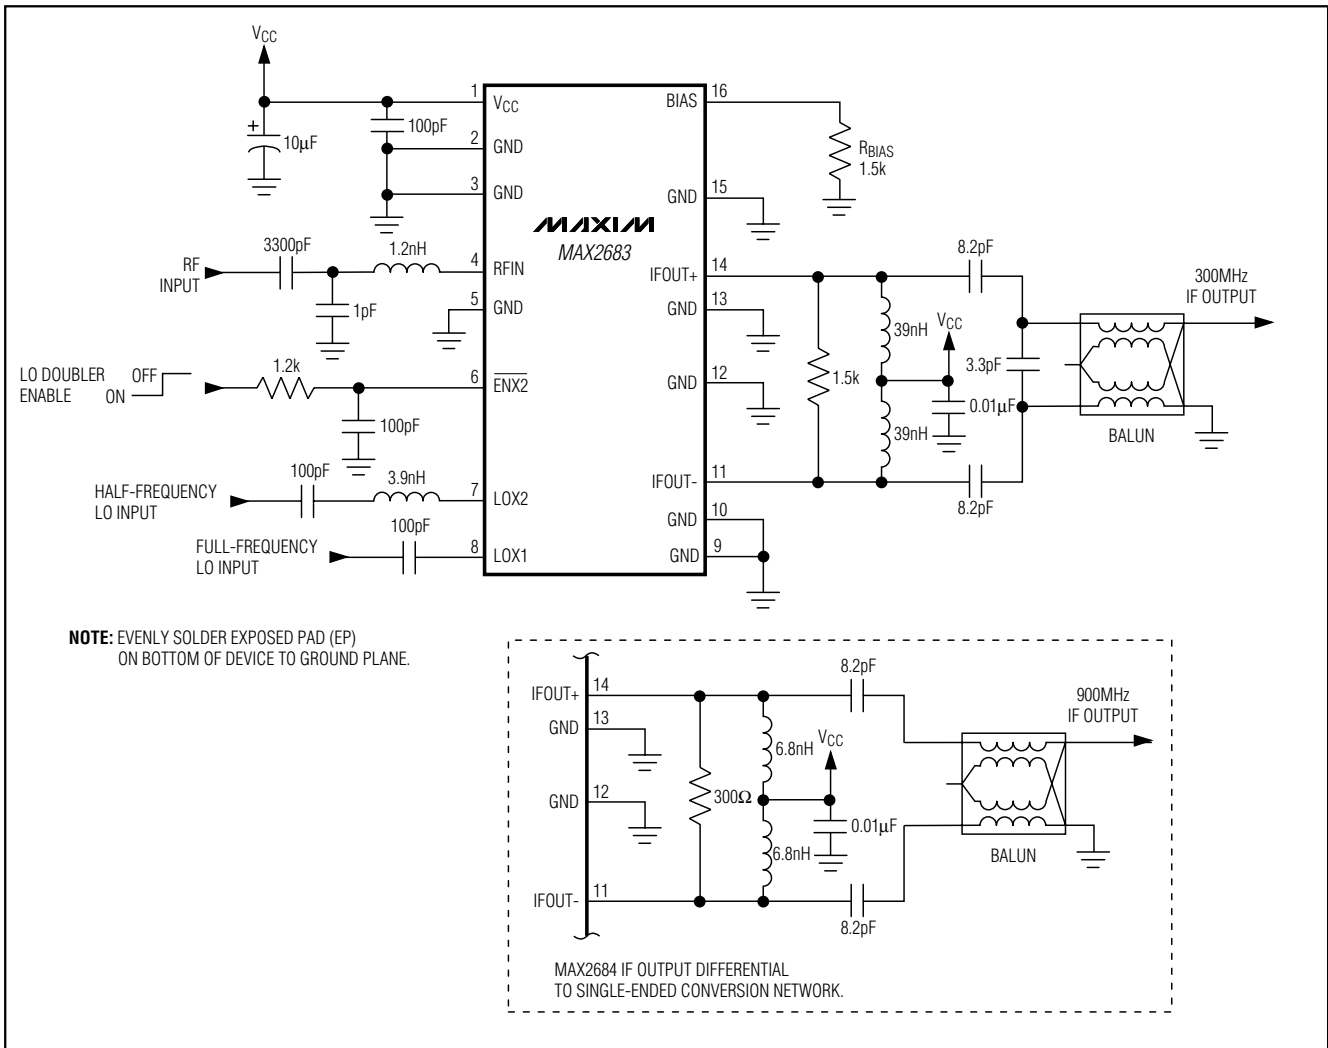 VCC
+
10µF
100pF
1
VCC
2
GND
3
GND
RF
INPUT
3300pF
1pF
1.2nH
4
RFIN
5
GND
LO DOUBLER
ENABLE
OFF
ON
1.2k
100pF
6
ENX2
HALF-FREQUENCY
LO INPUT
100pF
3.9nH
7
LOX2
FULL-FREQUENCY
LO INPUT
100pF
8
LOX1
MAXIM
MAX2683
BIAS
16
RBIAS
1.5k
GND
15
IFOUT+
14
GND
13
GND
12
IFOUT-
11
GND
10
GND
9
1.5k
39nH
39nH
VCC
0.01µF
8.2pF
3.3pF
8.2pF
300MHz
IF OUTPUT
BALUN
NOTE: EVENLY SOLDER EXPOSED PAD (EP)
ON BOTTOM OF DEVICE TO GROUND PLANE.
IFOUT+
14
GND
13
GND
12
IFOUT-
11
300Ω
6.8nH
6.8nH
VCC
0.01µF
8.2pF
8.2pF
900MHz
IF OUTPUT
BALUN
MAX2684 IF OUTPUT DIFFERENTIAL
TO SINGLE-ENDED CONVERSION NETWORK.